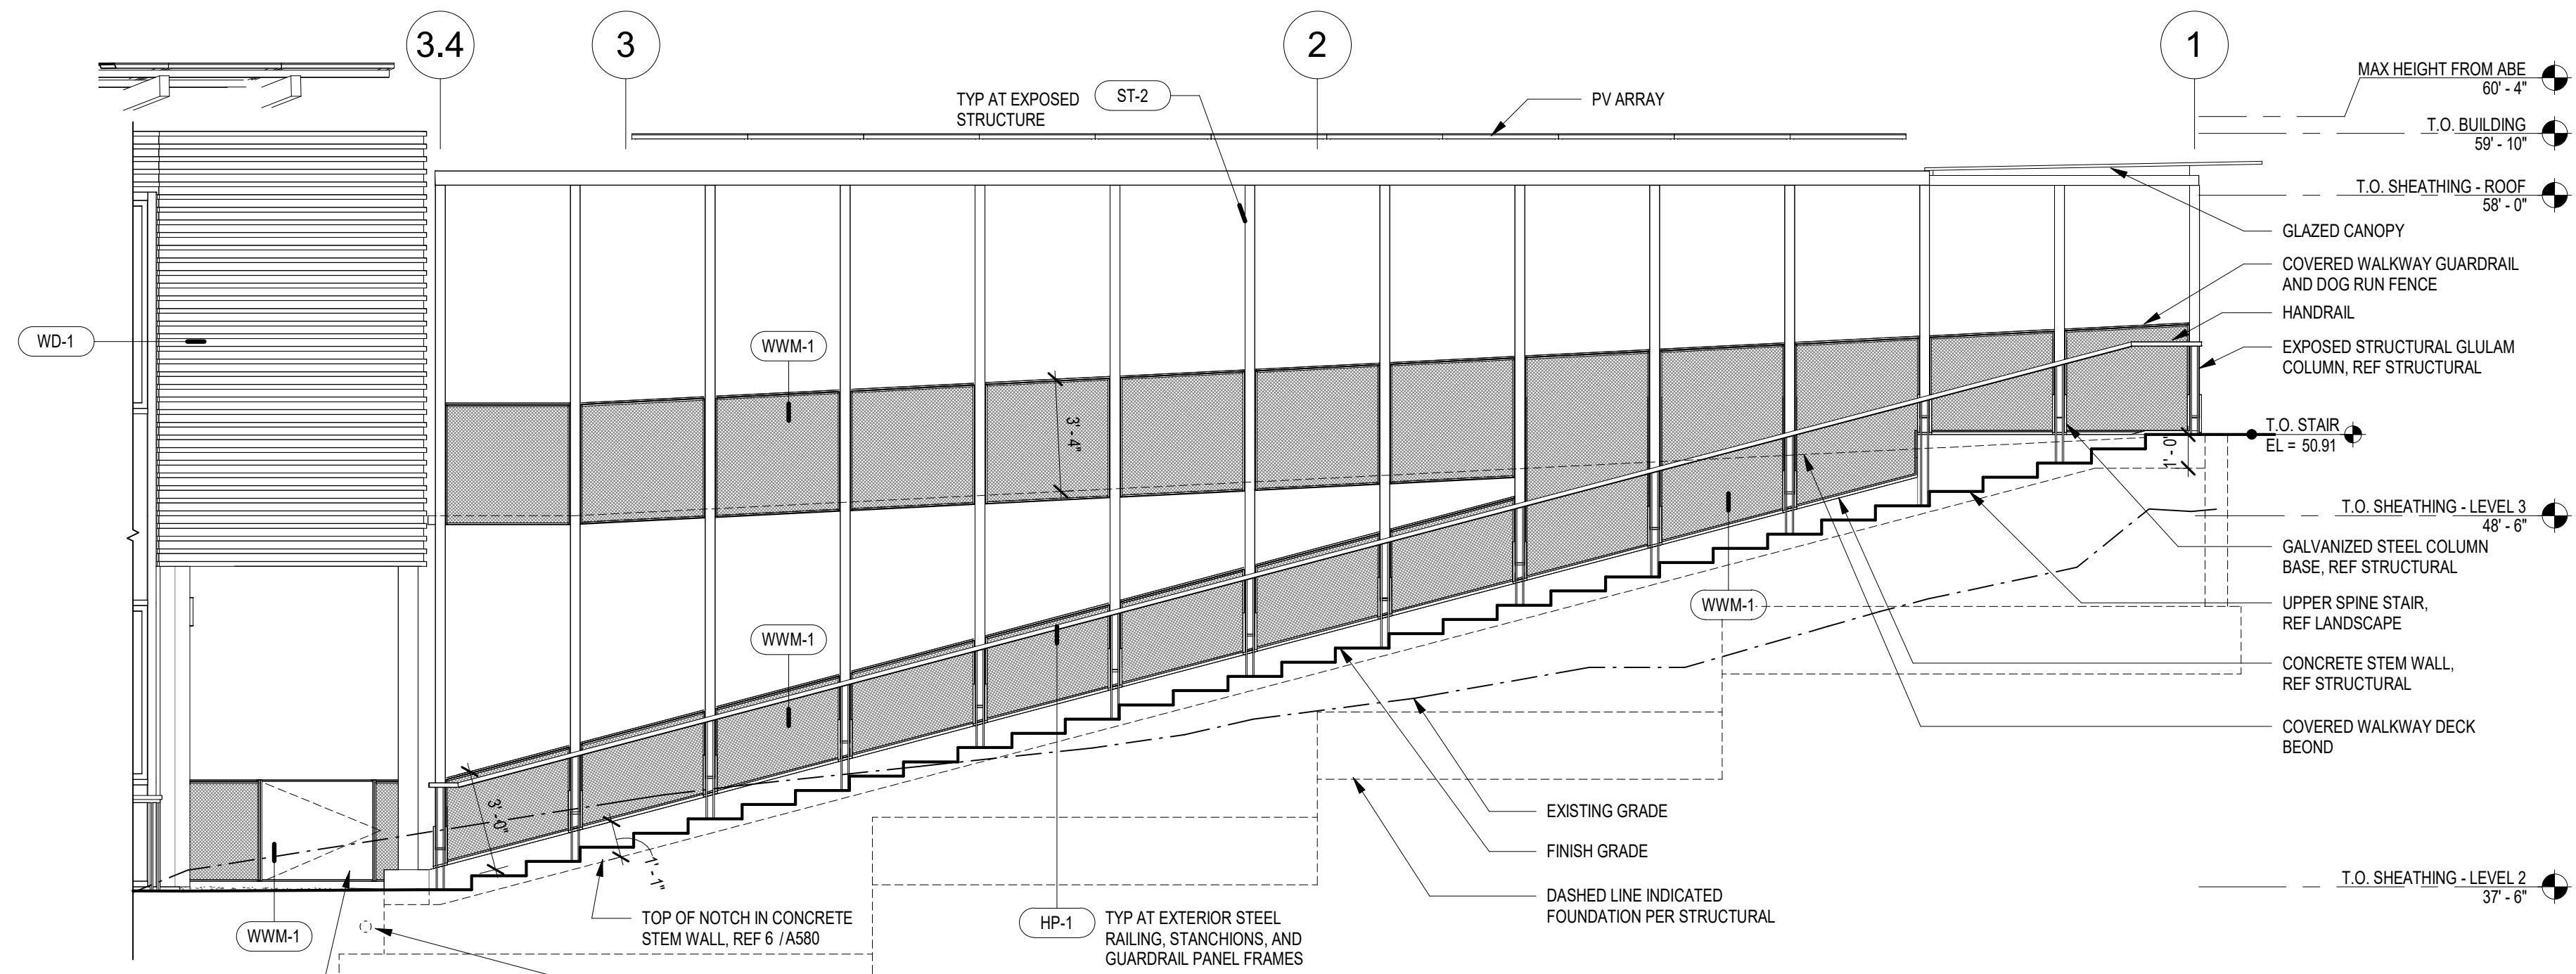 3.4
3
2
1
MAX HEIGHT FROM ABE
60' - 4"
T.O. BUILDING
59' - 10"
T.O. SHEATHING - ROOF
58' - 0"
TYP AT EXPOSED
STRUCTURE
ST-2
PV ARRAY
GLAZED CANOPY
COVERED WALKWAY GUARDRAIL
AND DOG RUN FENCE
HANDRAIL
EXPOSED STRUCTURAL GLULAM
COLUMN, REF STRUCTURAL
WD-1
WWM-1
3' - 4"
T.O. STAIR
EL = 50.91
1' - 0"
T.O. SHEATHING - LEVEL 3
48' - 6"
GALVANIZED STEEL COLUMN
BASE, REF STRUCTURAL
UPPER SPINE STAIR,
REF LANDSCAPE
WWM-1
WWM-1
CONCRETE STEM WALL,
REF STRUCTURAL
COVERED WALKWAY DECK
BEOND
3' - 0"
1' - 1"
EXISTING GRADE
FINISH GRADE
DASHED LINE INDICATED
FOUNDATION PER STRUCTURAL
T.O. SHEATHING - LEVEL 2
37' - 6"
WWM-1
TOP OF NOTCH IN CONCRETE
STEM WALL, REF 6 / A580
HP-1
TYP AT EXTERIOR STEEL
RAILING, STANCHIONS, AND
GUARDRAIL PANEL FRAMES